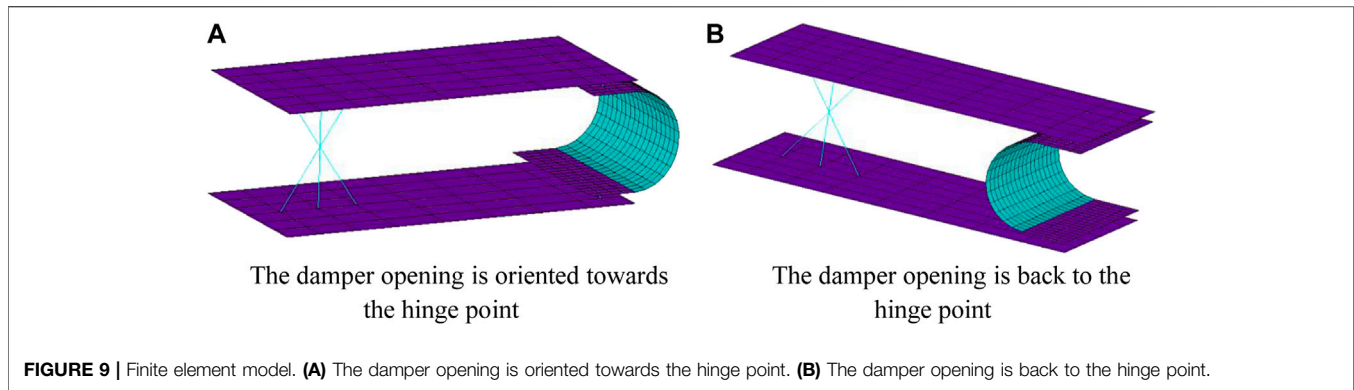 A
B
The damper opening is oriented towards
the hinge point
The damper opening is back to the
hinge point
FIGURE 9 | Finite element model. (A) The damper opening is oriented towards the hinge point. (B) The damper opening is back to the hinge point.